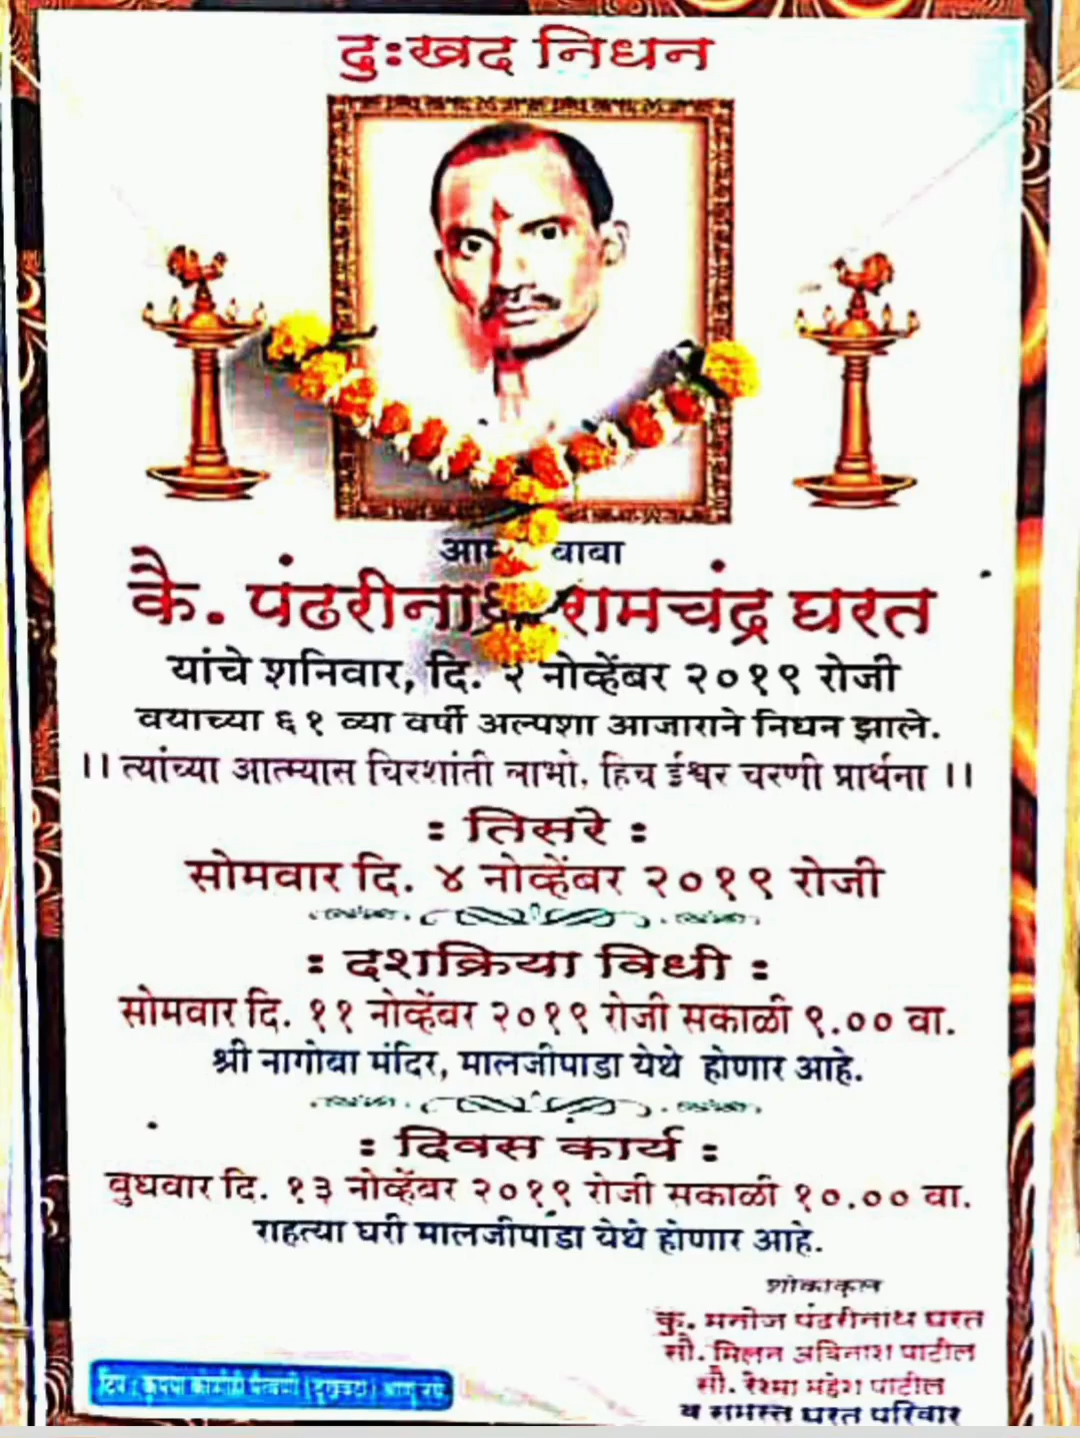 दुःखद निधन
बाबा
कै. पंढरीनाथ रामचंद्र घरत
यांचे शनिवार, दि. २ नोव्हेंबर २०१९ रोजी
वयाच्या ६१ व्या वर्षी अल्पशा आजाराने निधन झाले.
।। त्यांच्या आत्म्यास चिरशांती लाभो, हिच ईश्वर चरणी प्रार्थना ।।
: तिसरे :
सोमवार दि. ४ नोव्हेंबर २०१९ रोजी
: दशक्रिया विधी :
सोमवार दि. ११ नोव्हेंबर २०१९ रोजी सकाळी ९.०० वा.
श्री नागोबा मंदिर, मालजीपाडा येथे होणार आहे.
: दिवस कार्य :
बुधवार दि. १३ नोव्हेंबर २०१९ रोजी सकाळी १०.०० वा.
राहत्या घरी मालजीपाडा येथे होणार आहे.
शोकाकुल
कु. मनोज पंढरीनाथ घरत
सौ. मिलन अविनाश पाटील
सौ. रेश्मा महेश पाटील
व समस्त घरत परिवार